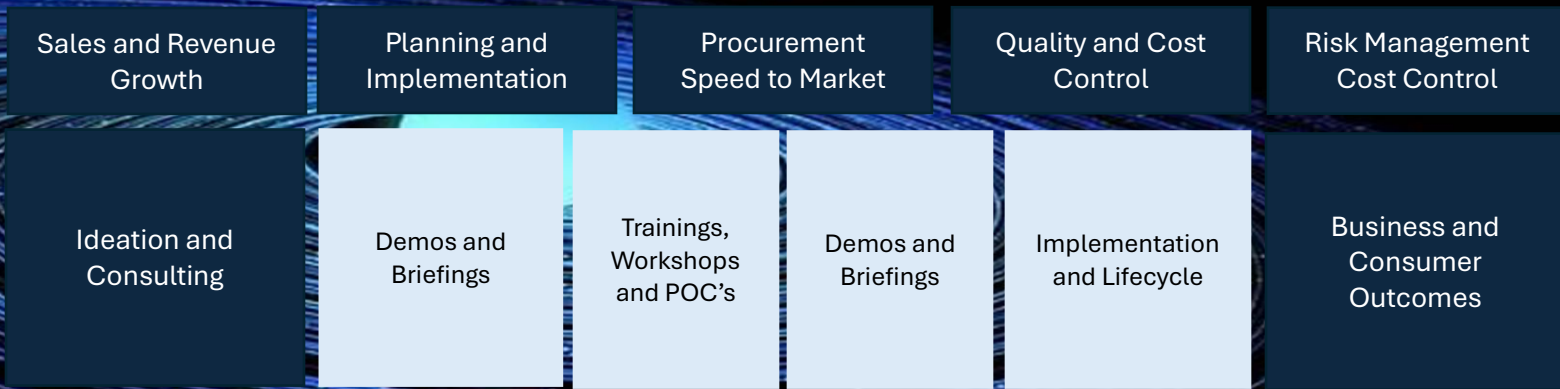 Sales and Revenue
Growth
Planning and
Implementation
Procurement
Speed to Market
Quality and Cost
Control
Risk Management
Cost Control
Ideation and
Consulting
Demos and
Briefings
Trainings,
Workshops
and POC’s
Demos and
Briefings
Implementation
and Lifecycle
Business and
Consumer
Outcomes